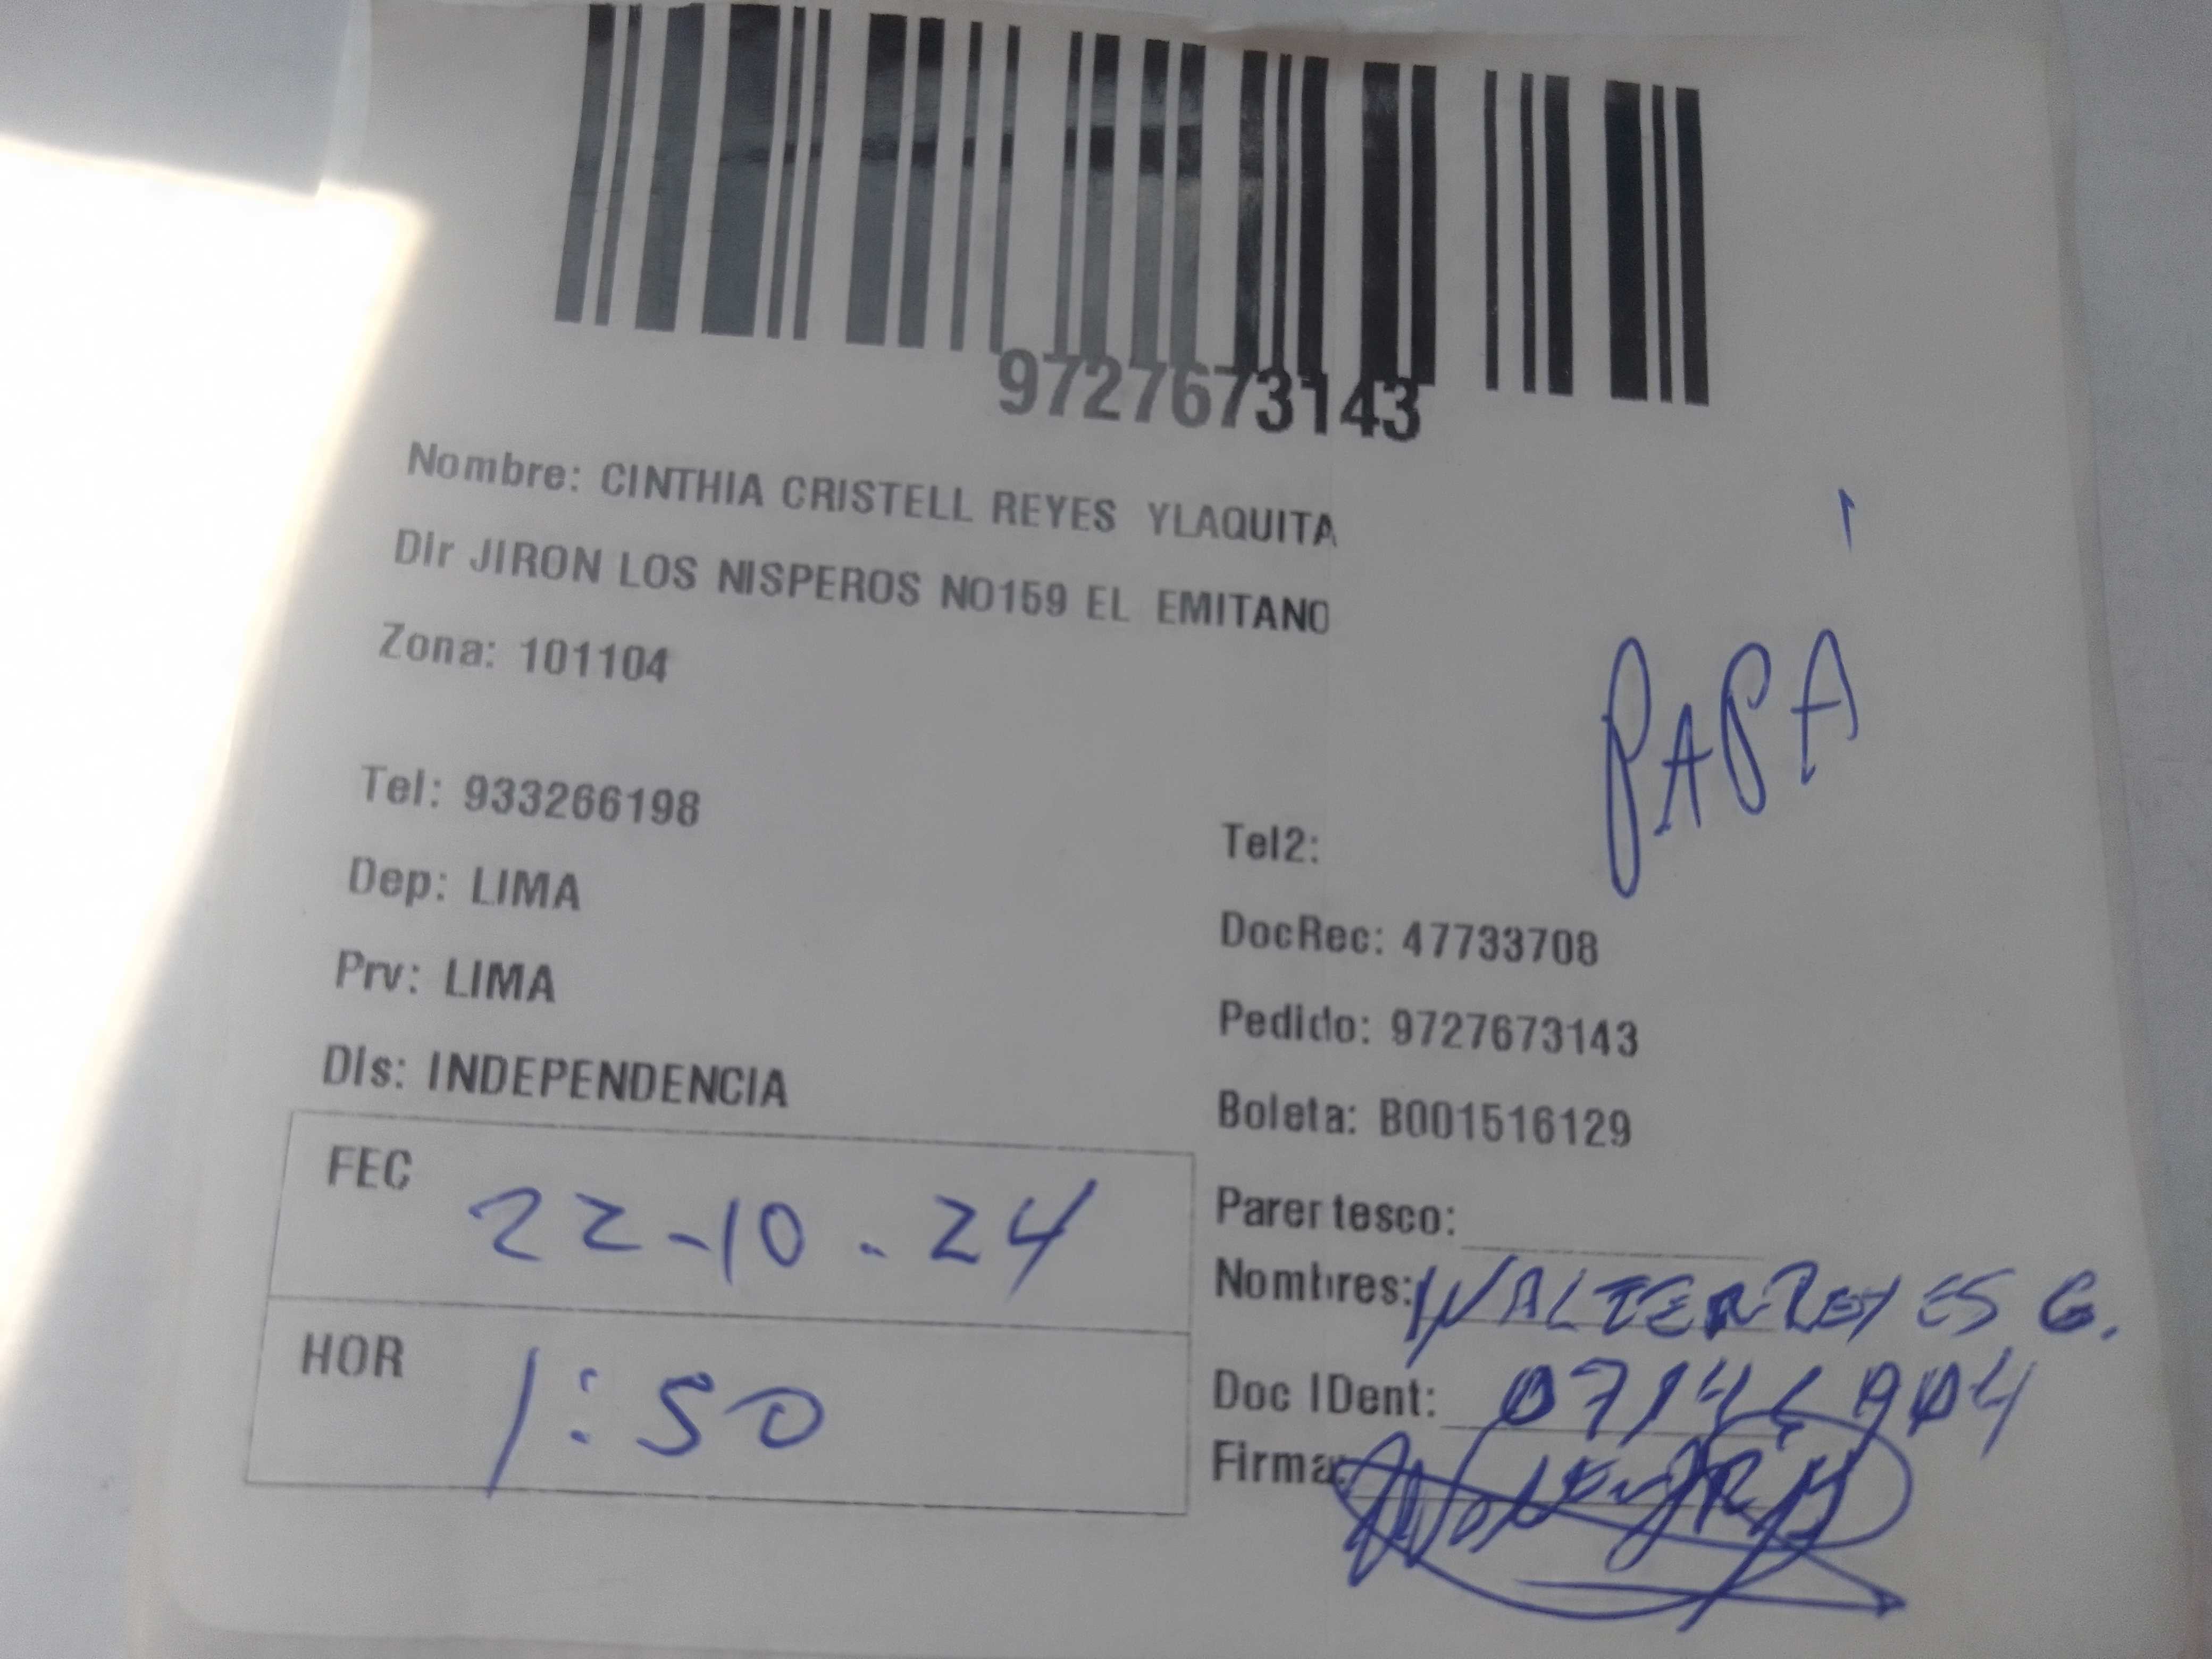 9727673143
Nombre: CINTHIA CRISTELL REYES YLAQUITA
DIr JIRON LOS NISPEROS NO159 EL EMITANO
Zona: 101104
PAPA
Tel: 933266198
Tel2:
Dep: LIMA
DocRec: 47733708
Prv: LIMA
Pedido: 9727673143
DIs: INDEPENDENCIA
Boleta: B001516129
FEC 22-10-24
Parentesco:
Nombres: WALTER REYES G.
HOR 1:50
Doc IDent:
Firma: